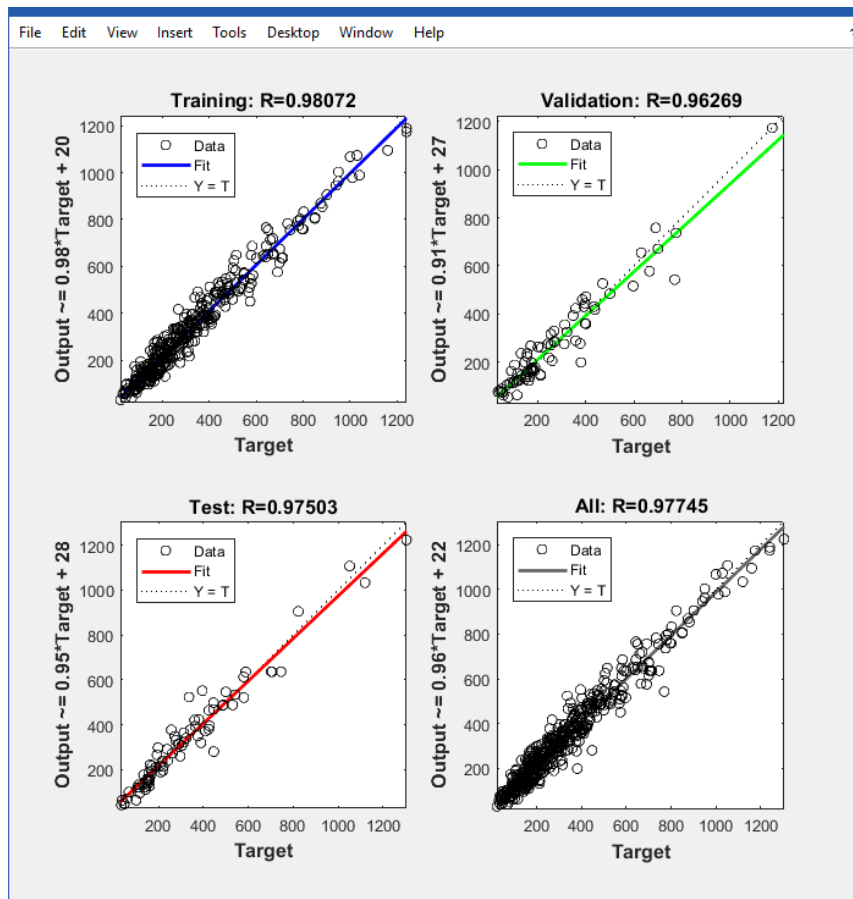 File Edit View Insert Tools Desktop Window Help
Training: R=0.98072
Output ~= 0.98*Target + 20
1200
1000
800
600
400
200
Data
Fit
Y = T
200 400 600 800 1000 1200
Target
Validation: R=0.96269
Output ~= 0.91*Target + 27
1200
1000
800
600
400
200
Data
Fit
Y = T
200 400 600 800 1000 1200
Target
Test: R=0.97503
Output ~= 0.95*Target + 28
1200
1000
800
600
400
200
Data
Fit
Y = T
200 400 600 800 1000 1200
Target
All: R=0.97745
Output ~= 0.96*Target + 22
1200
1000
800
600
400
200
Data
Fit
Y = T
200 400 600 800 1000 1200
Target